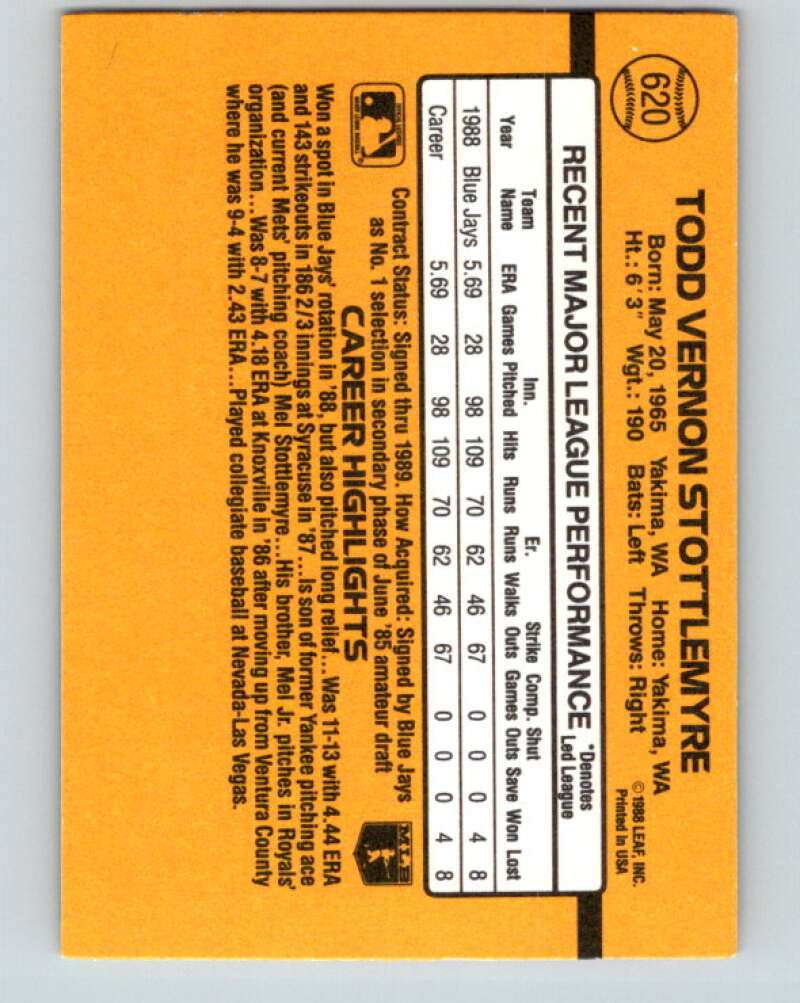 620
TODD VERNON STOTTLEMYRE
Born: May 20, 1965 Yakima, WA Home: Yakima, WA
Ht.: 6'3" Wgt.: 190 Bats: Left Throws: Right
© 1988 LEAF, INC.
Printed in USA
RECENT MAJOR LEAGUE PERFORMANCE
*Denotes
Led League
Team Inn. Er. Strike Comp. Shut
Year Name ERA Games Pitched Hits Runs Runs Walks Outs Games Outs Save Won Lost
1988 Blue Jays 5.69 28 98 109 70 62 46 67 0 0 0 4 8
Career 5.69 28 98 109 70 62 46 67 0 0 0 4 8
Contract Status: Signed thru 1989. How Acquired: Signed by Blue Jays
as No. 1 selection in secondary phase of June '85 amateur draft
MLB
CAREER HIGHLIGHTS
Won a spot in Blue Jays' rotation in '88, but also pitched long relief...Was 11-13 with 4.44 ERA
and 143 strikeouts in 186 2/3 innings at Syracuse in '87...Is son of former Yankee pitching ace
(and current Mets' pitching coach) Mel Stottlemyre...His brother, Mel Jr. pitches in Royals'
organization...Was 8-7 with 4.18 ERA at Knoxville in '86 after moving up from Ventura County
where he was 9-4 with 2.43 ERA...Played collegiate baseball at Nevada-Las Vegas.